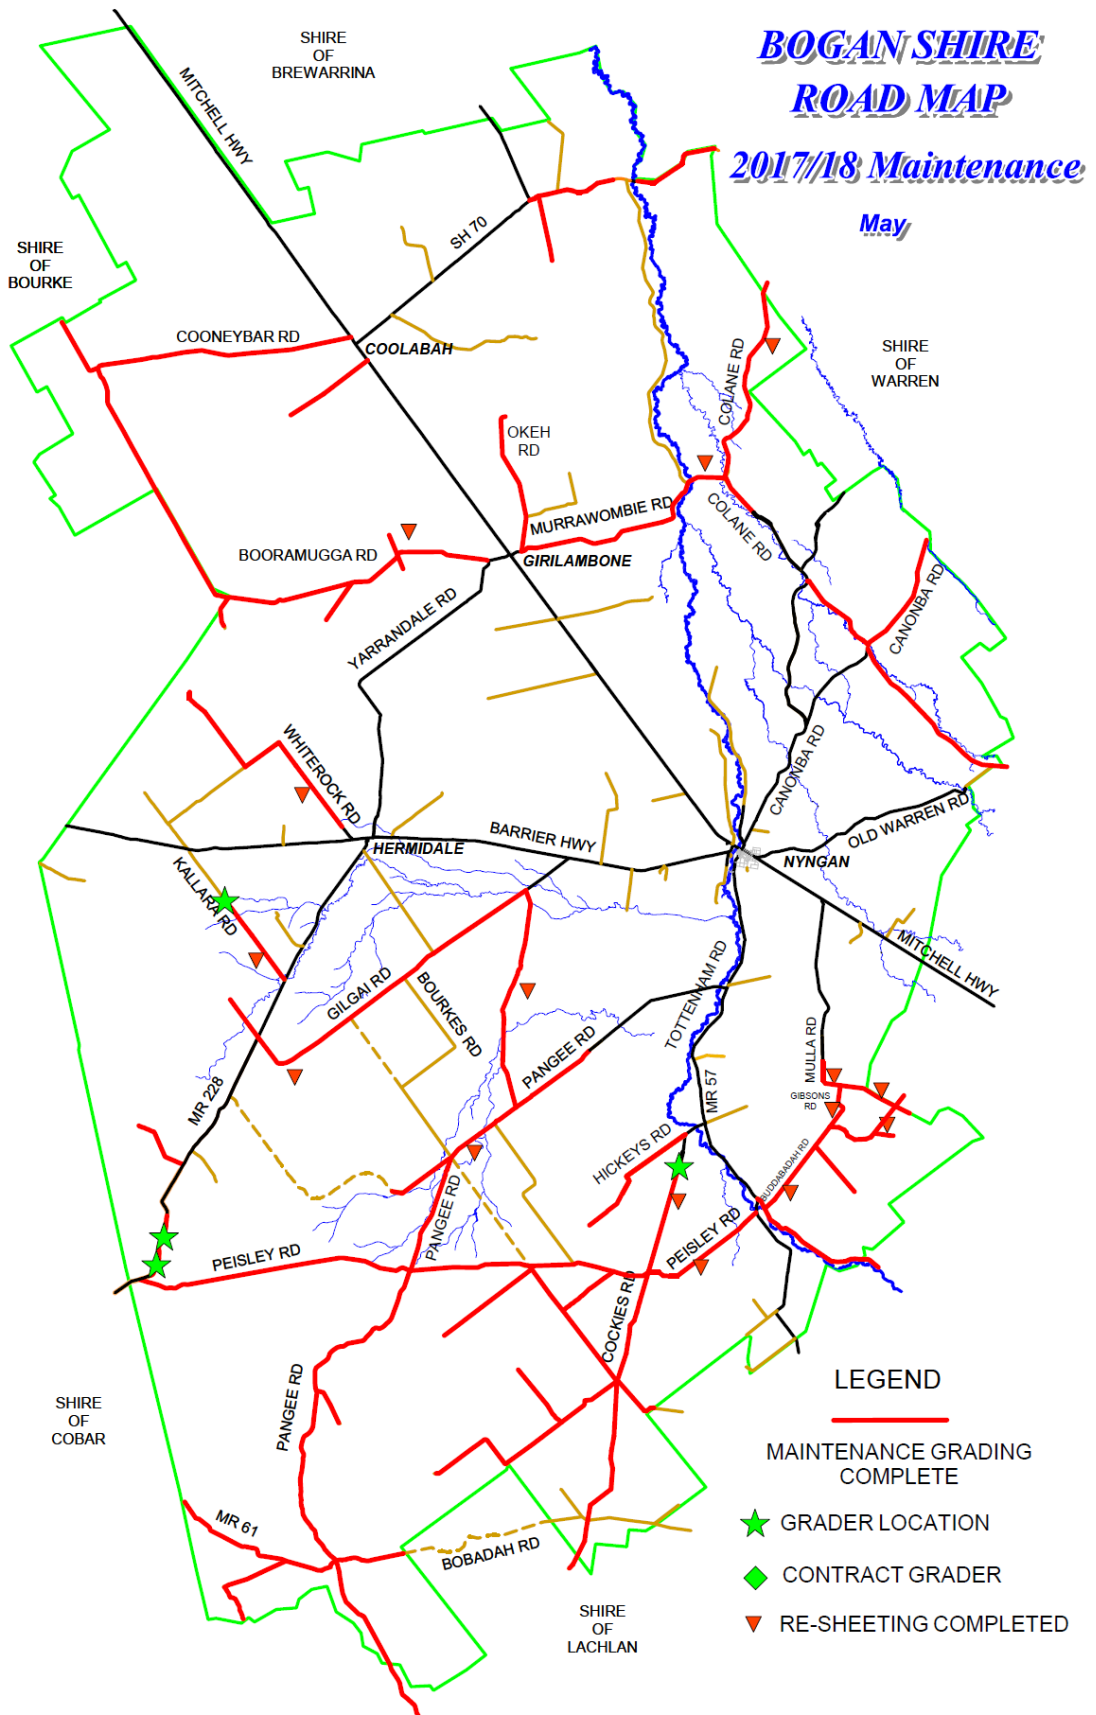 BOGAN SHIRE
ROAD MAP
2017/18 Maintenance
May
SHIRE
OF
BREWARRINA
MITCHELL HWY
SH 70
SHIRE
OF
BOURKE
COONEYBAR RD
COOLABAH
SHIRE
OF
WARREN
COLANE RD
OKEH
RD
MURRAWOMBIE RD
COLANE RD
BOORAMUGGA RD
GIRILAMBONE
CANONBA RD
YARRANDALE RD
WHITEROCK RD
CANONBA RD
BARRIER HWY
OLD WARREN RD
HERMIDALE
NYNGAN
KALLARA RD
MITCHELL HWY
GILGAI RD
BOURKES RD
TOTTENHAM RD
PANGEE RD
MULLA RD
MR 228
MR 57
GIBSONS
RD
HICKEYS RD
BUDDABADAH RD
PANGEE RD
PEISLEY RD
PEISLEY RD
COCKIES RD
PANGEE RD
SHIRE
OF
COBAR
MR 61
BOBADAH RD
SHIRE
OF
LACHLAN
LEGEND
MAINTENANCE GRADING
COMPLETE
GRADER LOCATION
CONTRACT GRADER
RE-SHEETING COMPLETED